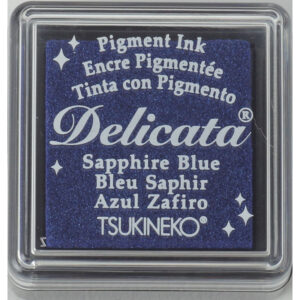 Pigment Ink
Encre Pigmentée
Tinta con Pigmento
Delicata®
Sapphire Blue
Bleu Saphir
Azul Zafiro
TSUKINEKO®